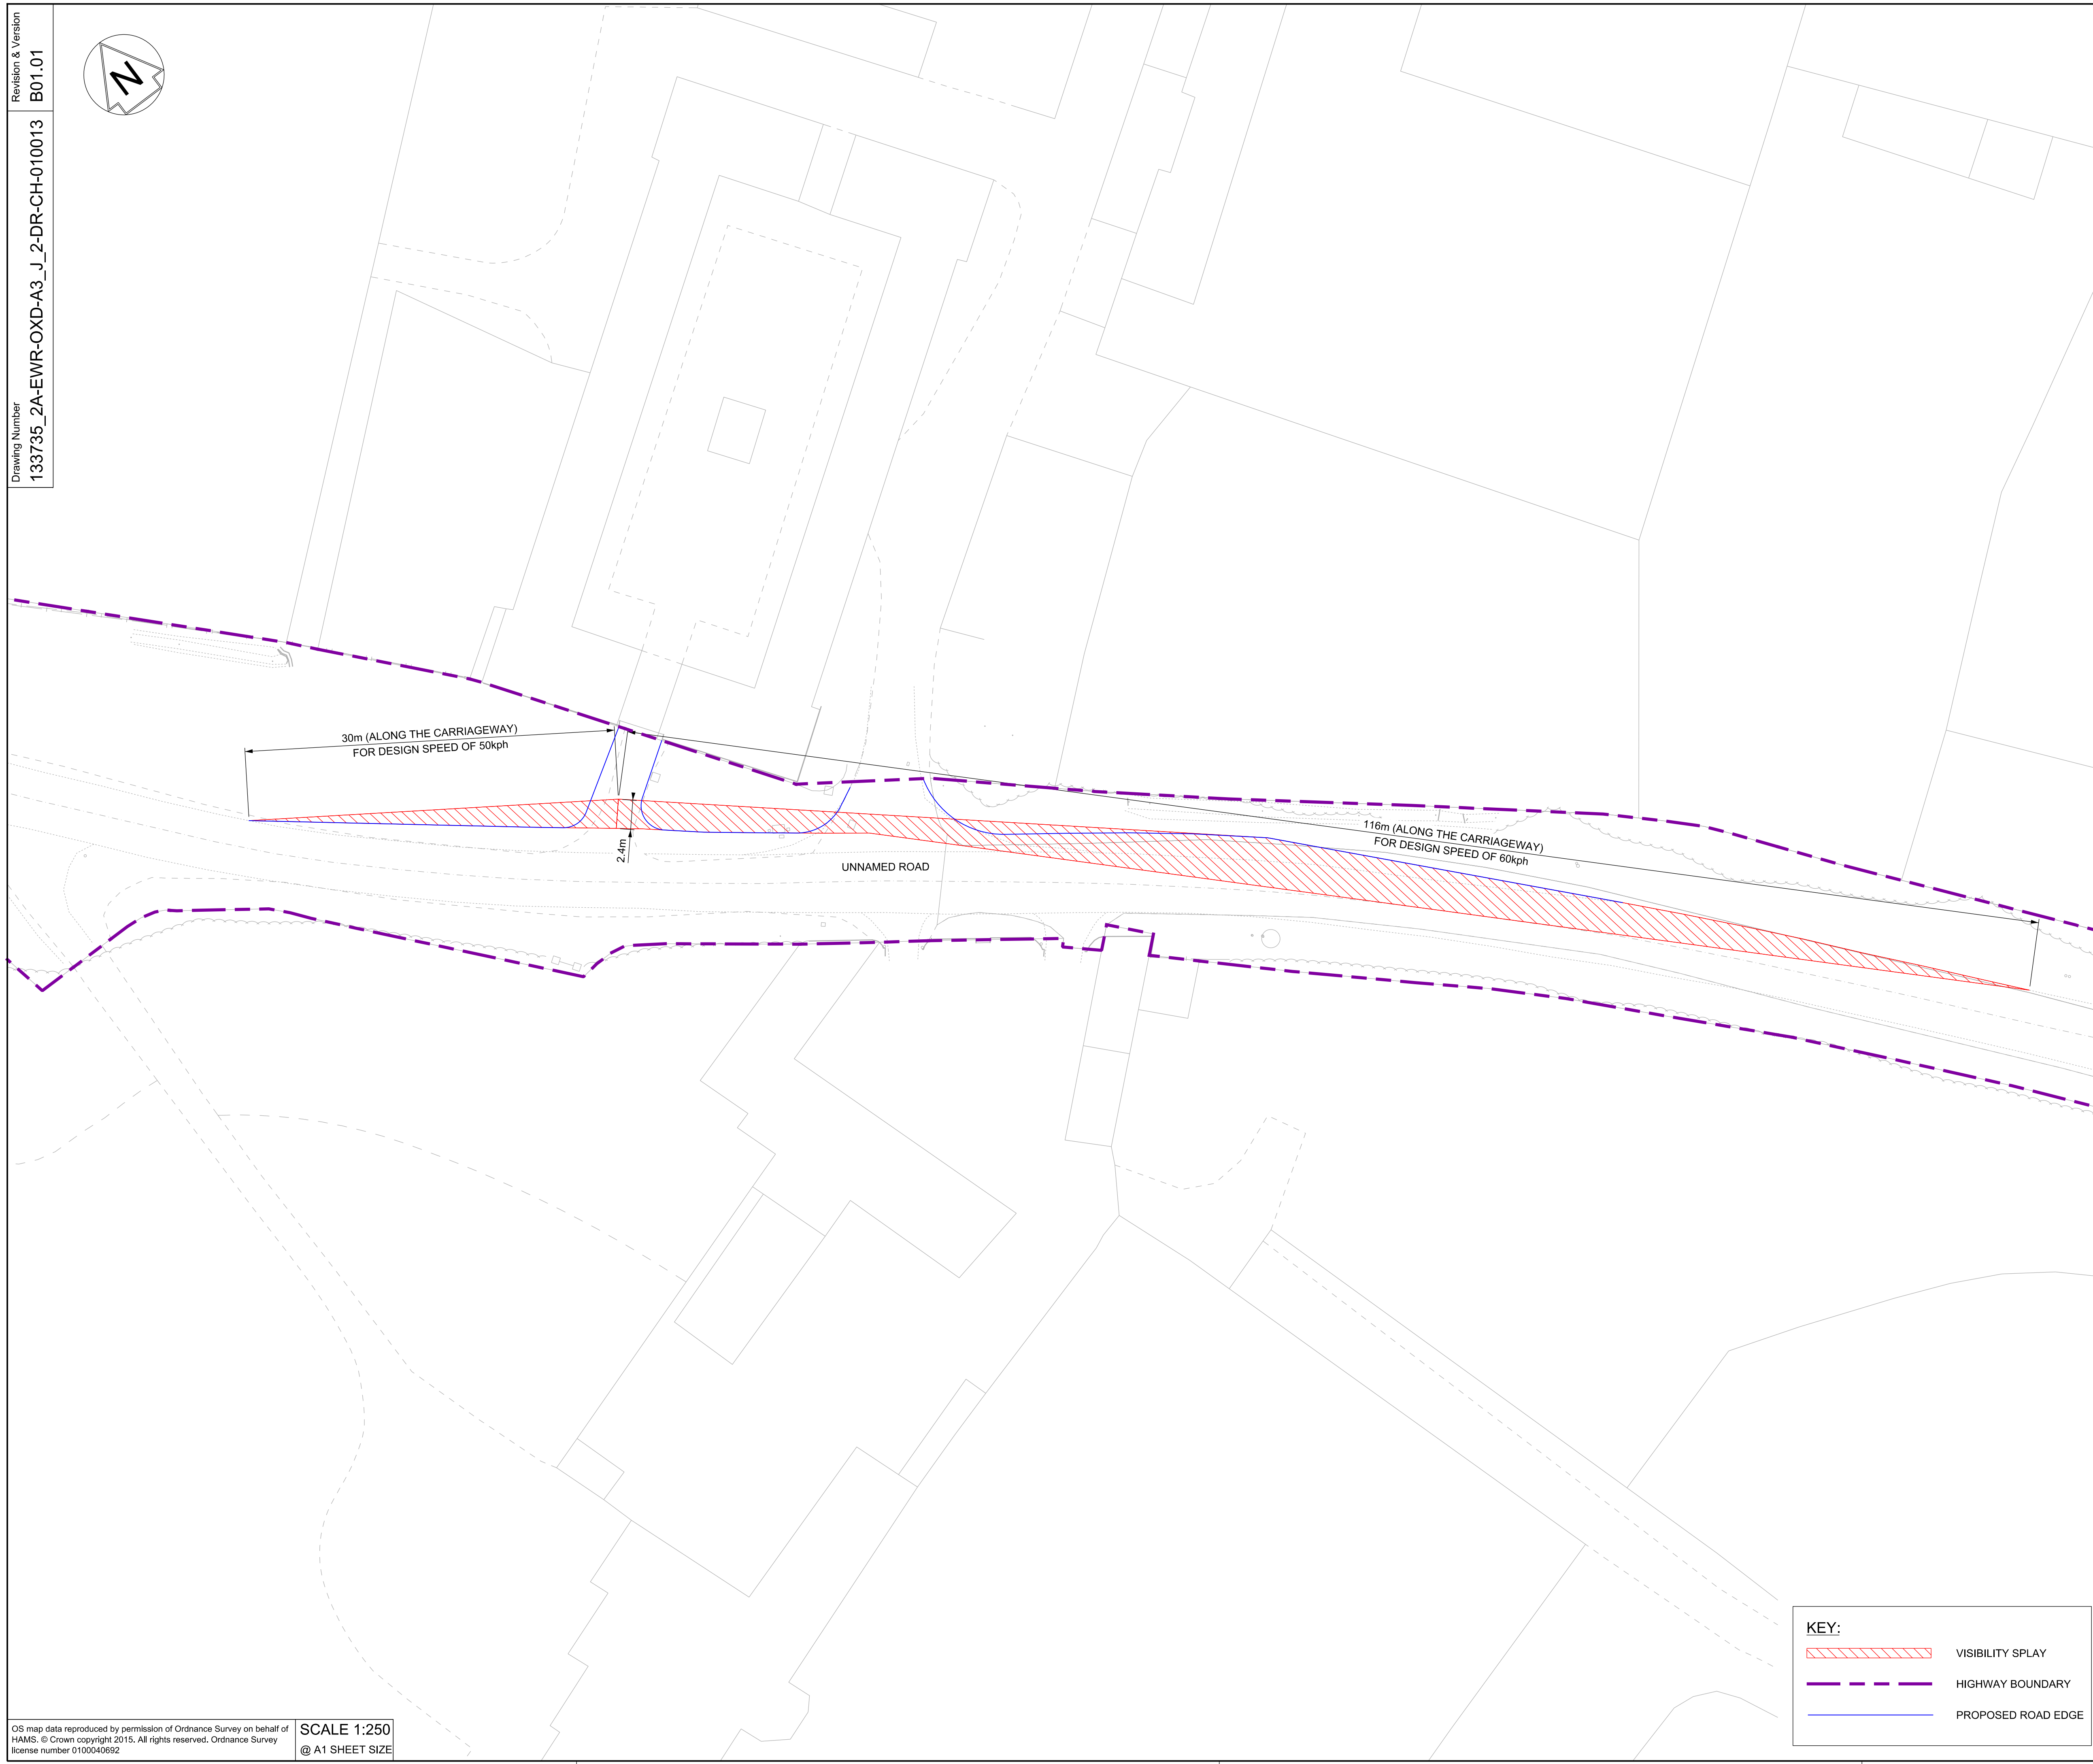 Revision & Version
B01.01
Drawing Number
133735_2A-EWR-OXD-A3_J_2-DR-CH-010013
N
30m (ALONG THE CARRIAGEWAY)
FOR DESIGN SPEED OF 50kph
2.4m
UNNAMED ROAD
116m (ALONG THE CARRIAGEWAY)
FOR DESIGN SPEED OF 60kph
KEY:
VISIBILITY SPLAY
HIGHWAY BOUNDARY
PROPOSED ROAD EDGE
OS map data reproduced by permission of Ordnance Survey on behalf of
HAMS. © Crown copyright 2015. All rights reserved. Ordnance Survey
license number 0100040692
SCALE 1:250
@ A1 SHEET SIZE